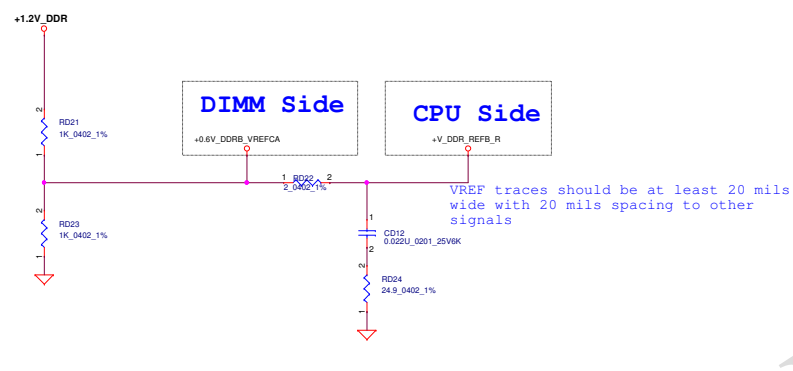 +1.2V_DDR
DIMM Side
CPU Side
+0.6V_DDRB_VREFCA
+V_DDR_REFB_R
2
RD21
1K_0402_1%
1
1 RD22 2
2_0402_1%
VREF traces should be at least 20 mils
wide with 20 mils spacing to other
signals
2
RD23
1K_0402_1%
1
1
CD12
0.022U_0201_25V6K
2
2
RD24
24.9_0402_1%
1